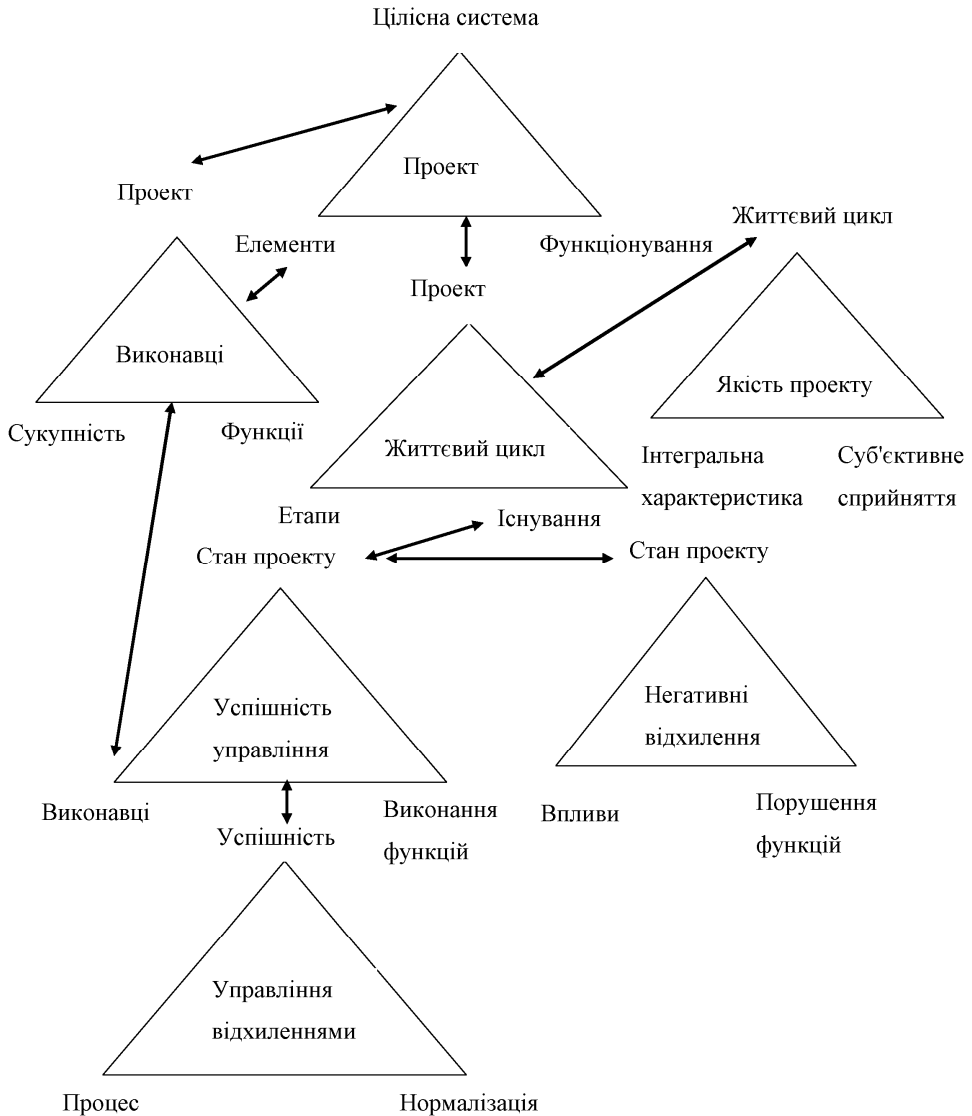 Цілісна система
Проект
Проект
Життєвий цикл
Елементи
Функціонування
Проект
Виконавці
Якість проекту
Сукупність
Функції
Життєвий цикл
Інтегральна
характеристика
Суб'єктивне
сприйняття
Етапи
Існування
Стан проекту
Стан проекту
Успішність
управління
Негативні
відхилення
Виконавці
Виконання
функцій
Впливи
Порушення
функцій
Успішність
Управління
відхиленнями
Процес
Нормалізація